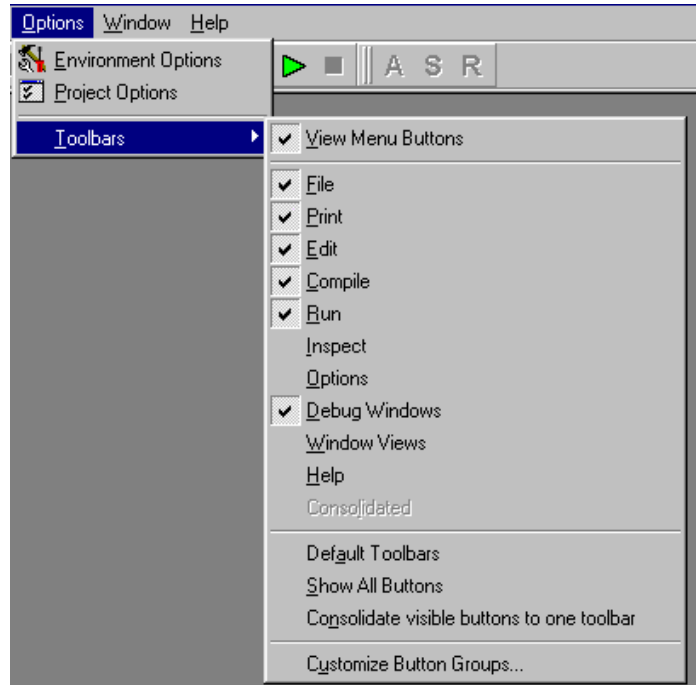 Options Window Help
Environment Options
A S R
Project Options
Toolbars
View Menu Buttons
File
Print
Edit
Compile
Run
Inspect
Options
Debug Windows
Window Views
Help
Consolidated
Default Toolbars
Show All Buttons
Consolidate visible buttons to one toolbar
Customize Button Groups...